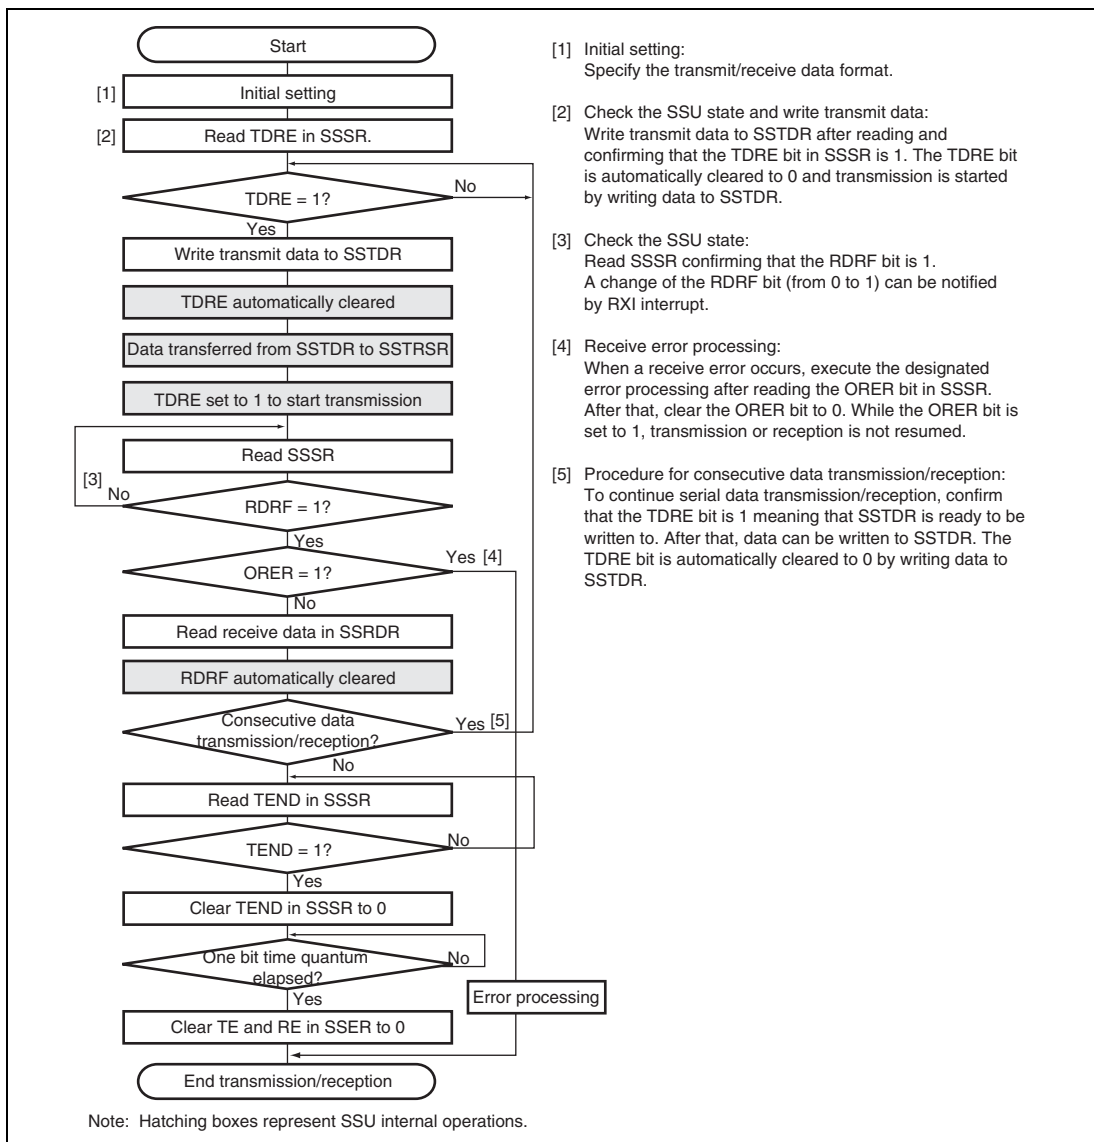 Start
[1] Initial setting
[2] Read TDRE in SSSR.
TDRE = 1?
No
Yes
Write transmit data to SSTDR
TDRE automatically cleared
Data transferred from SSTDR to SSTRSR
TDRE set to 1 to start transmission
Read SSSR
[3]
No
RDRF = 1?
Yes
ORER = 1?
Yes [4]
No
Read receive data in SSRDR
RDRF automatically cleared
Consecutive data
transmission/reception?
Yes [5]
No
Read TEND in SSSR
TEND = 1?
No
Yes
Clear TEND in SSSR to 0
One bit time quantum
elapsed?
No
Yes
Error processing
Clear TE and RE in SSER to 0
End transmission/reception
[1] Initial setting:
Specify the transmit/receive data format.
[2] Check the SSU state and write transmit data:
Write transmit data to SSTDR after reading and
confirming that the TDRE bit in SSSR is 1. The TDRE bit
is automatically cleared to 0 and transmission is started
by writing data to SSTDR.
[3] Check the SSU state:
Read SSSR confirming that the RDRF bit is 1.
A change of the RDRF bit (from 0 to 1) can be notified
by RXI interrupt.
[4] Receive error processing:
When a receive error occurs, execute the designated
error processing after reading the ORER bit in SSSR.
After that, clear the ORER bit to 0. While the ORER bit is
set to 1, transmission or reception is not resumed.
[5] Procedure for consecutive data transmission/reception:
To continue serial data transmission/reception, confirm
that the TDRE bit is 1 meaning that SSTDR is ready to be
written to. After that, data can be written to SSTDR. The
TDRE bit is automatically cleared to 0 by writing data to
SSTDR.
Note: Hatching boxes represent SSU internal operations.